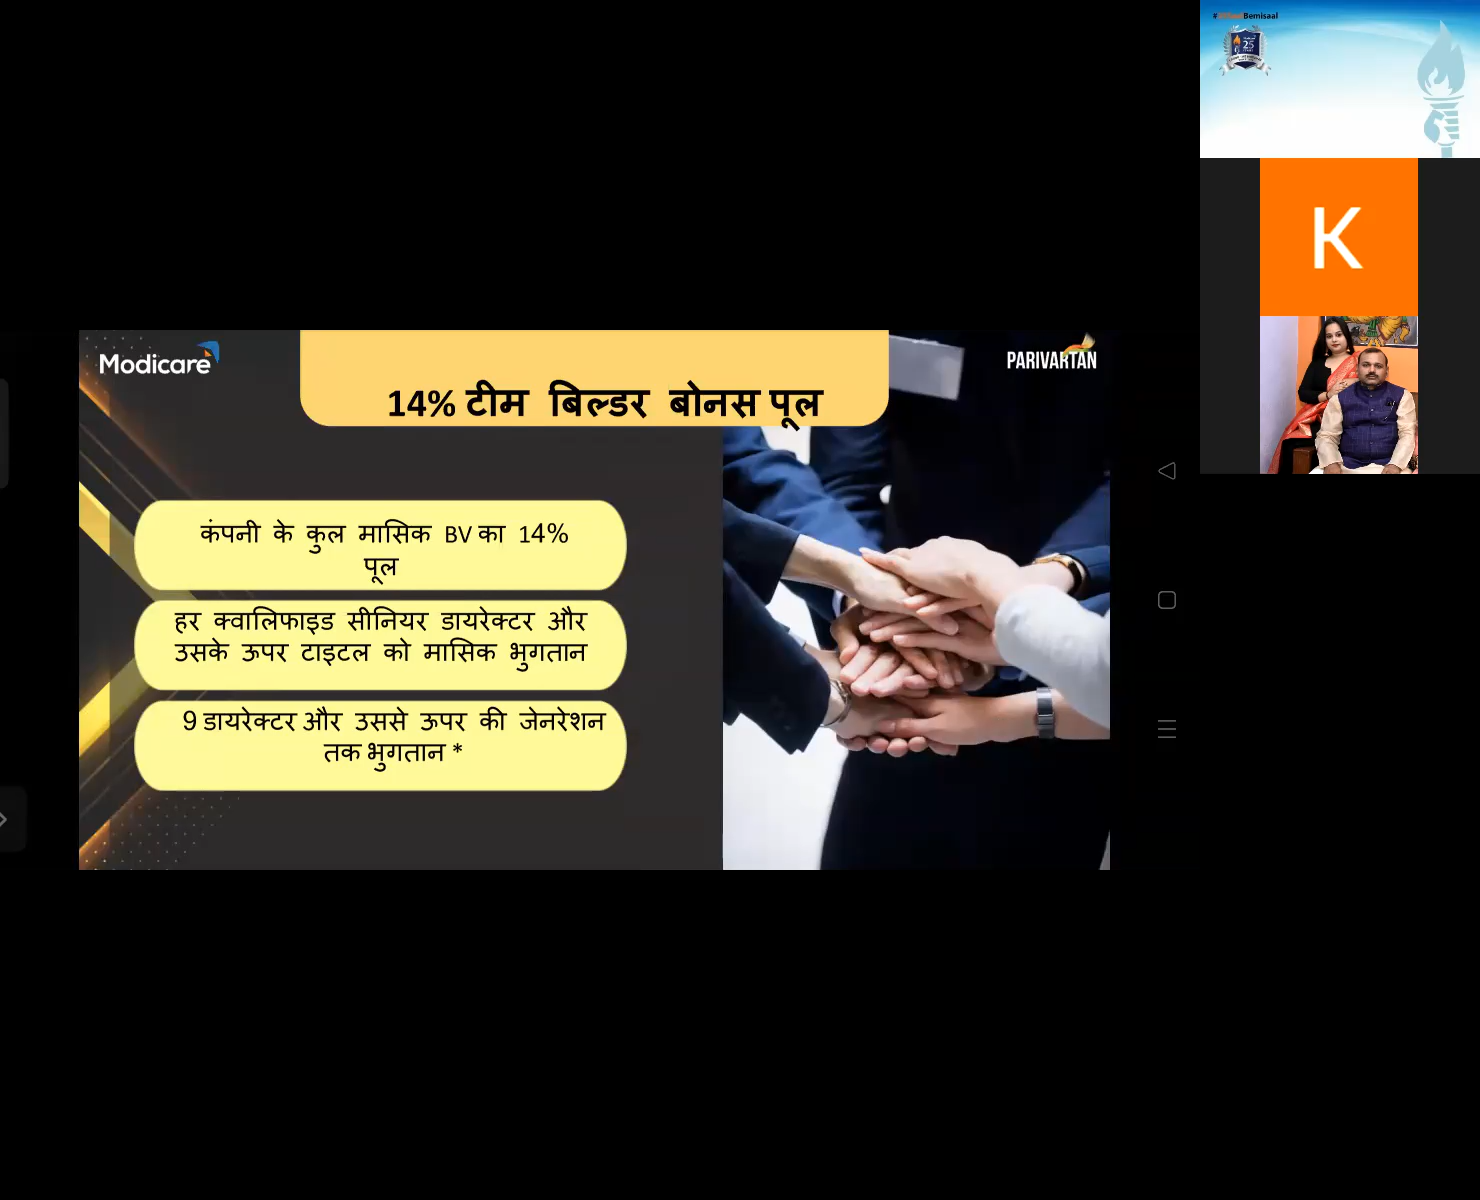 Modicare
PARIVARTAN
14% टीम बिल्डर बोनस पूल
कंपनी के कुल मासिक BV का 14%
पूल
हर क्वालिफाइड सीनियर डायरेक्टर और
उसके ऊपर टाइटल को मासिक भुगतान
9 डायरेक्टर और उससे ऊपर की जेनरेशन
तक भुगतान *
Bemisaal
25
K